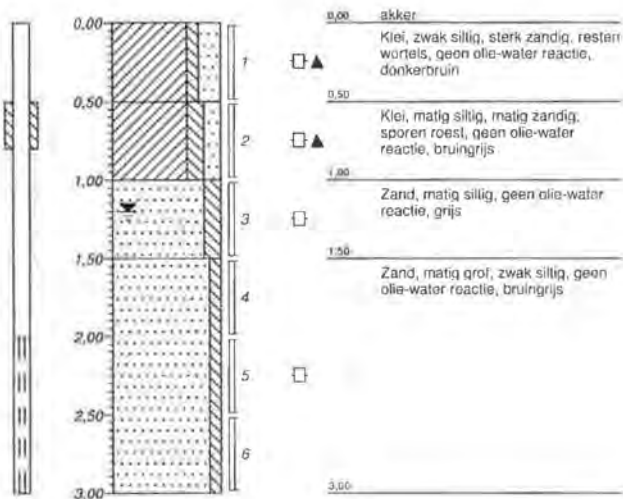 0,00
0,50
1,00
1,50
2,00
2,50
3,00
1
2
3
4
5
6
0,00 akker
Klei, zwak siltig, sterk zandig, resten
wortels, geen olie-water reactie,
donkerbruin
0,50
Klei, matig siltig, matig zandig,
sporen roest, geen olie-water
reactie, bruingrijs
1,00
Zand, matig siltig, geen olie-water
reactie, grijs
1,50
Zand, matig grof, zwak siltig, geen
olie-water reactie, bruingrijs
3,00